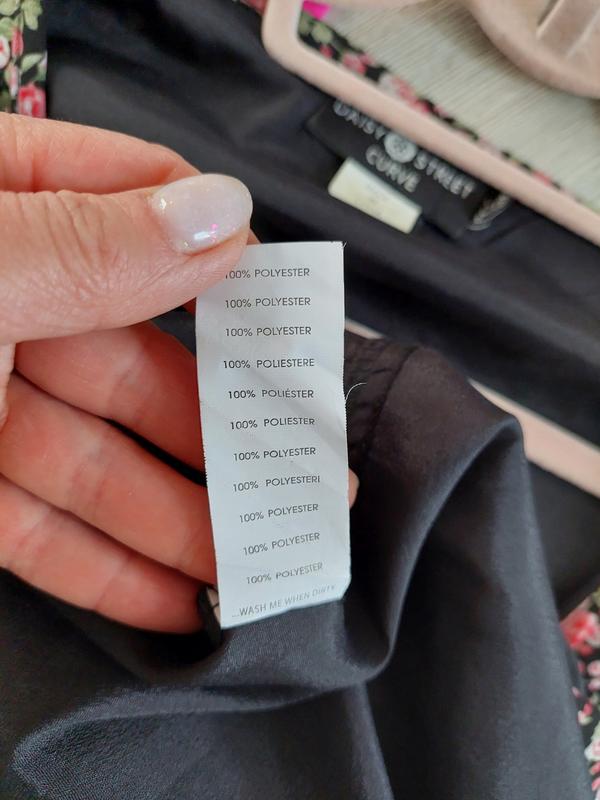 DAISY STREET
CURVE
100% POLYESTER
100% POLYESTER
100% POLYESTER
100% POLIESTERE
100% POLIÉSTER
100% POLIESTER
100% POLYESTER
100% POLYESTERI
100% POLYESTER
100% POLYESTER
100% POLYESTER
...WASH ME WHEN DIRTY